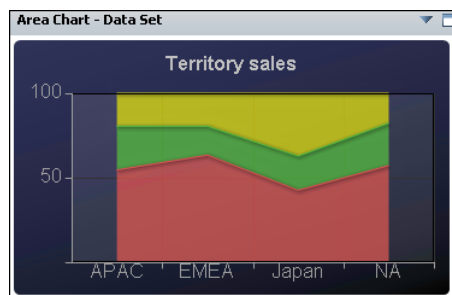 Area Chart - Data Set
Territory sales
100
50
APAC
EMEA
Japan
NA